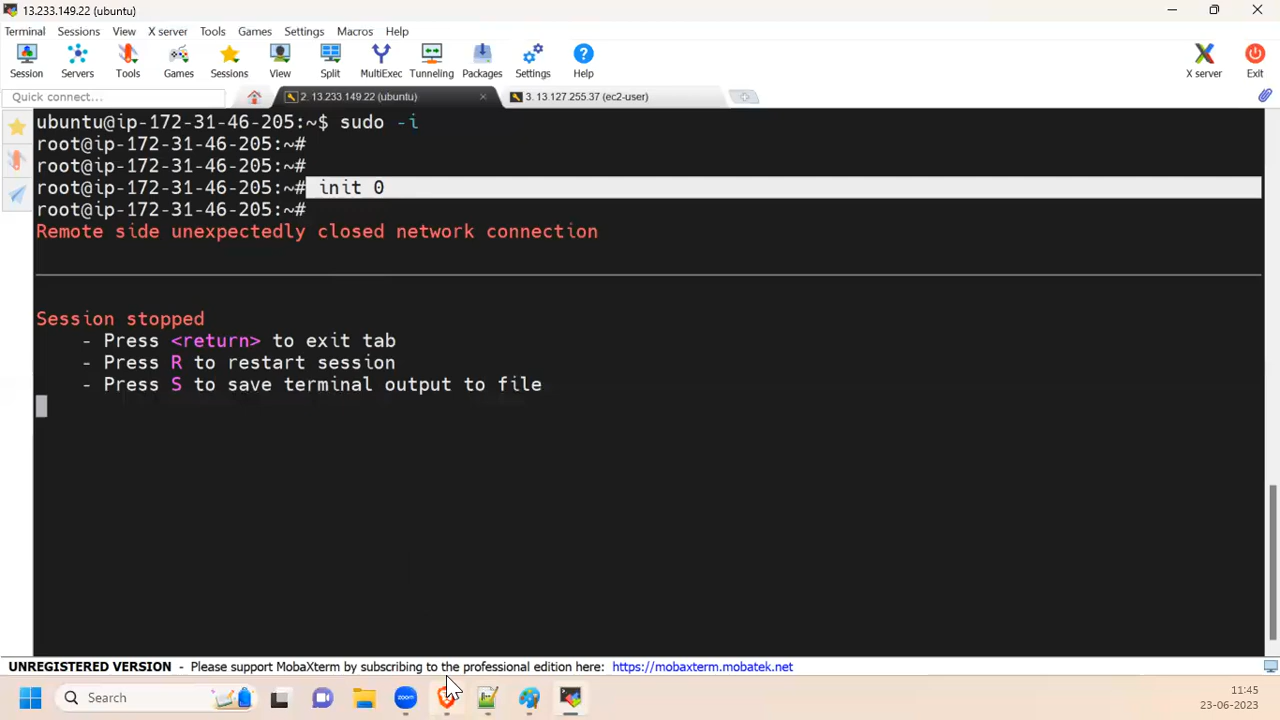 13.233.149.22 (ubuntu)
Terminal Sessions View X server Tools Games Settings Macros Help
Session Servers Tools Games Sessions View Split MultiExec Tunneling Packages Settings Help X server Exit
Quick connect... 2. 13.233.149.22 (ubuntu) 3. 13.127.255.37 (ec2-user)
ubuntu@ip-172-31-46-205:~$ sudo -i
root@ip-172-31-46-205:~#
root@ip-172-31-46-205:~#
root@ip-172-31-46-205:~# init 0
root@ip-172-31-46-205:~#
Remote side unexpectedly closed network connection
Session stopped
- Press <return> to exit tab
- Press R to restart session
- Press S to save terminal output to file
UNREGISTERED VERSION - Please support MobaXterm by subscribing to the professional edition here: https://mobaxterm.mobatek.net
Search zoom 11:45
23-06-2023